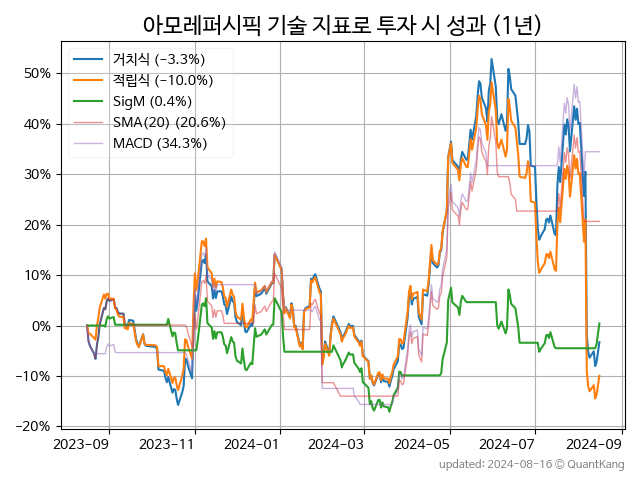 아모레퍼시픽 기술 지표로 투자 시 성과 (1년)
거치식 (−3.3%)
적립식 (−10.0%)
SigM (0.4%)
SMA(20) (20.6%)
MACD (34.3%)
50%
40%
30%
20%
10%
0%
−10%
−20%
2023-09 2023-11 2024-01 2024-03 2024-05 2024-07 2024-09
updated: 2024-08-16 © QuantKang